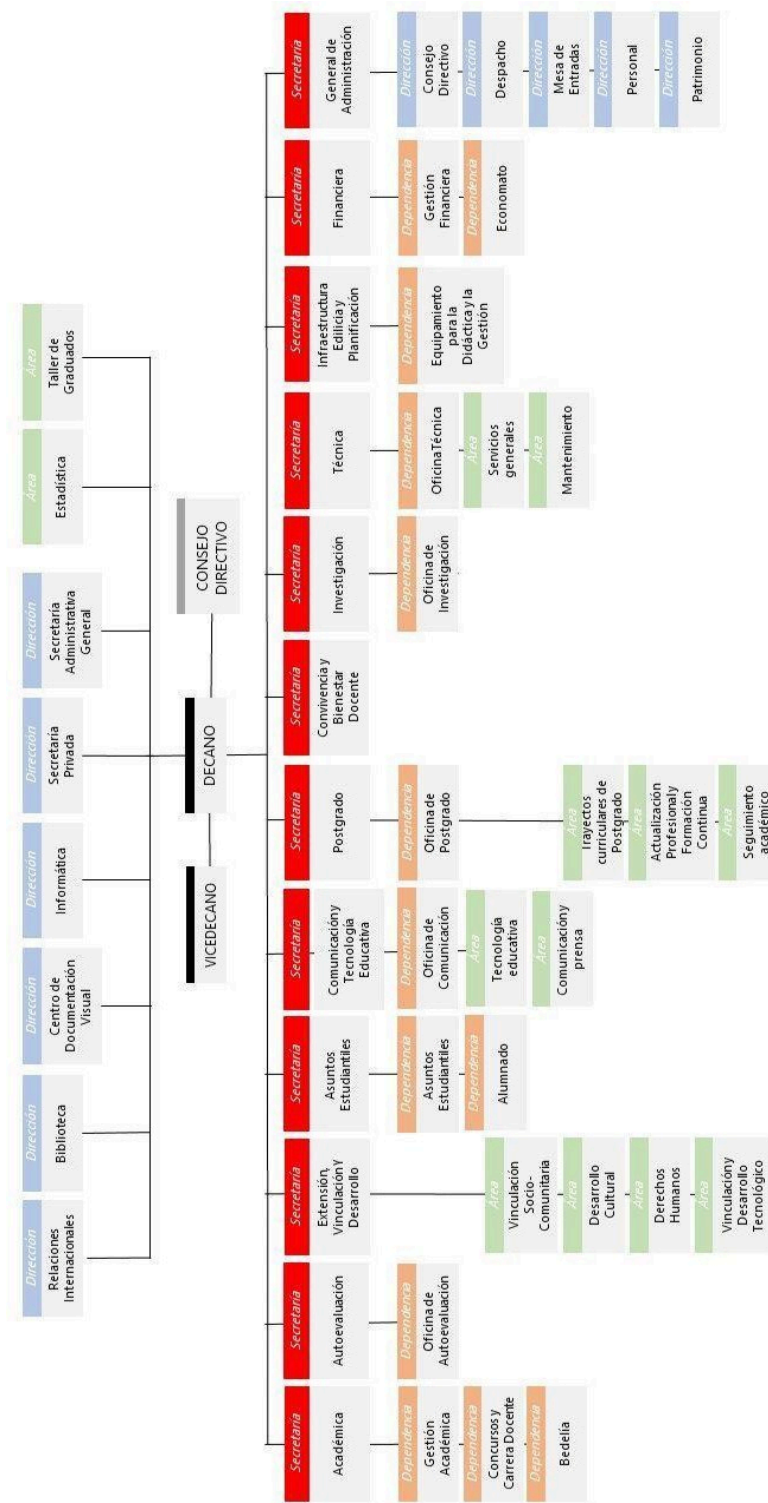 Dirección
Relaciones
Internacionales
Dirección
Biblioteca
Dirección
Centro de
Documentación
Visual
Dirección
Informática
Dirección
Secretaría
Privada
Dirección
Secretaría
Administrativa
General
Área
Estadística
Área
Taller de
Graduados
VICEDECANO
DECANO
CONSEJO
DIRECTIVO
Secretaría
Académica
Dependencia
Gestión
Académica
Dependencia
Concursos y
Carrera Docente
Dependencia
Bedelía
Secretaría
Autoevaluación
Dependencia
Oficina de
Autoevaluación
Secretaría
Extensión,
Vinculación Y
Desarrollo
Área
Vinculación
Socio-
Comunitaria
Área
Desarrollo
Cultural
Área
Derechos
Humanos
Área
Vinculación y
Desarrollo
Tecnológico
Secretaría
Asuntos
Estudiantiles
Dependencia
Asuntos
Estudiantiles
Dependencia
Alumnado
Secretaría
Comunicación y
Tecnología
Educativa
Dependencia
Oficina de
Comunicación
Área
Tecnología
educativa
Área
Comunicación y
prensa
Secretaría
Postgrado
Dependencia
Oficina de
Postgrado
Área
Trayectos
curriculares de
Postgrado
Área
Actualización
Profesional y
Formación
Continua
Área
Seguimiento
académico
Secretaría
Convivencia y
Bienestar
Docente
Secretaría
Investigación
Dependencia
Oficina de
Investigación
Secretaría
Técnica
Dependencia
Oficina Técnica
Área
Servicios
generales
Área
Mantenimiento
Secretaría
Infraestructura
Edilicia y
Planificación
Dependencia
Equipamiento
para la
Didáctica y la
Gestión
Secretaría
Financiera
Dependencia
Gestión
Financiera
Dependencia
Economato
Secretaría
General de
Administración
Dirección
Consejo
Directivo
Dirección
Despacho
Dirección
Mesa de
Entradas
Dirección
Personal
Dirección
Patrimonio